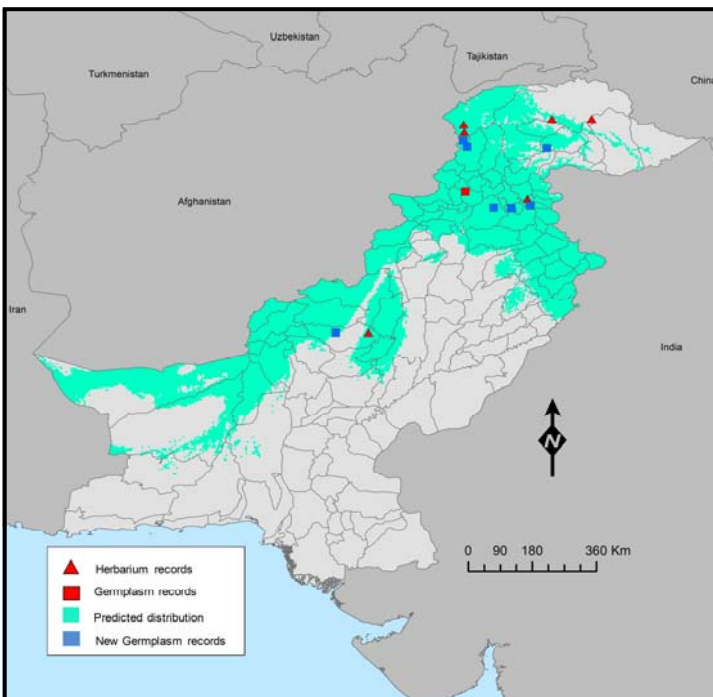 Uzbekistan
Tajikistan
Turkmenistan
China
Afghanistan
Iran
India
N
0 90 180 360 Km
Herbarium records
Germplasm records
Predicted distribution
New Germplasm records